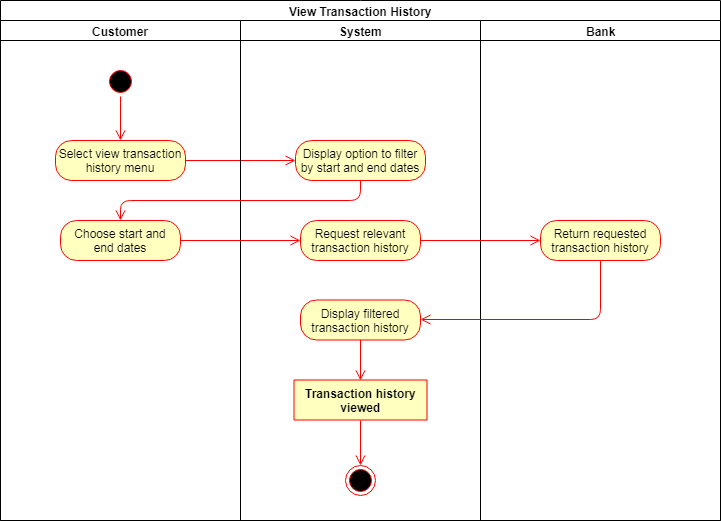 View Transaction History
Customer
System
Bank
Select view transaction
history menu
Display option to filter
by start and end dates
Choose start and
end dates
Request relevant
transaction history
Return requested
transaction history
Display filtered
transaction history
Transaction history
viewed